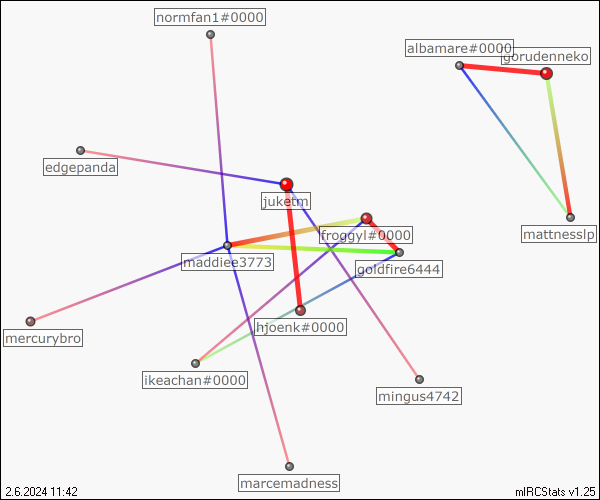 normfan1#0000
albamare#0000
gorudenneko
edgepanda
juketm
froggyl#0000
mattnesslp
maddiee3773
goldfire6444
hjoenk#0000
mercurybro
ikeachan#0000
mingus4742
marcemadness
2.6.2024 11:42
mIRCStats v1.25